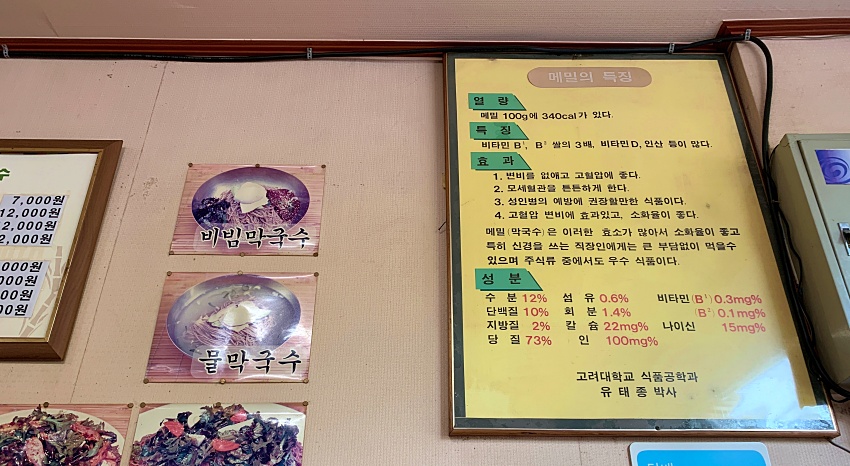 수
7,000원
12,000원
2,000원
2,000원
,000원
000원
00원
00원
비빔막국수
물막국수
메밀의 특징
열 량
메밀 100g에 340cal가 있다.
특 징
비타민 B¹, B² 쌀의 3배, 비타민 D, 인산 등이 많다.
효 과
1. 변비를 없애고 고혈압에 좋다.
2. 모세혈관을 튼튼하게 한다.
3. 성인병의 예방에 권장할만한 식품이다.
4. 고혈압 변비에 효과있고, 소화율이 좋다.
메밀(막국수)은 이러한 효소가 많아서 소화율이 좋고
특히 신경을 쓰는 직장인에게는 큰 부담없이 먹을수
있으며 주식류 중에서도 우수 식품이다.
성 분
수 분 12% 섬 유 0.6% 비타민(B¹) 0.3mg%
단백질 10% 회 분 1.4% (B²) 0.1mg%
지방질 2% 칼 슘 22mg% 나이신 15mg%
당 질 73% 인 100mg%
고려대학교 식품공학과
유 태 종 박사